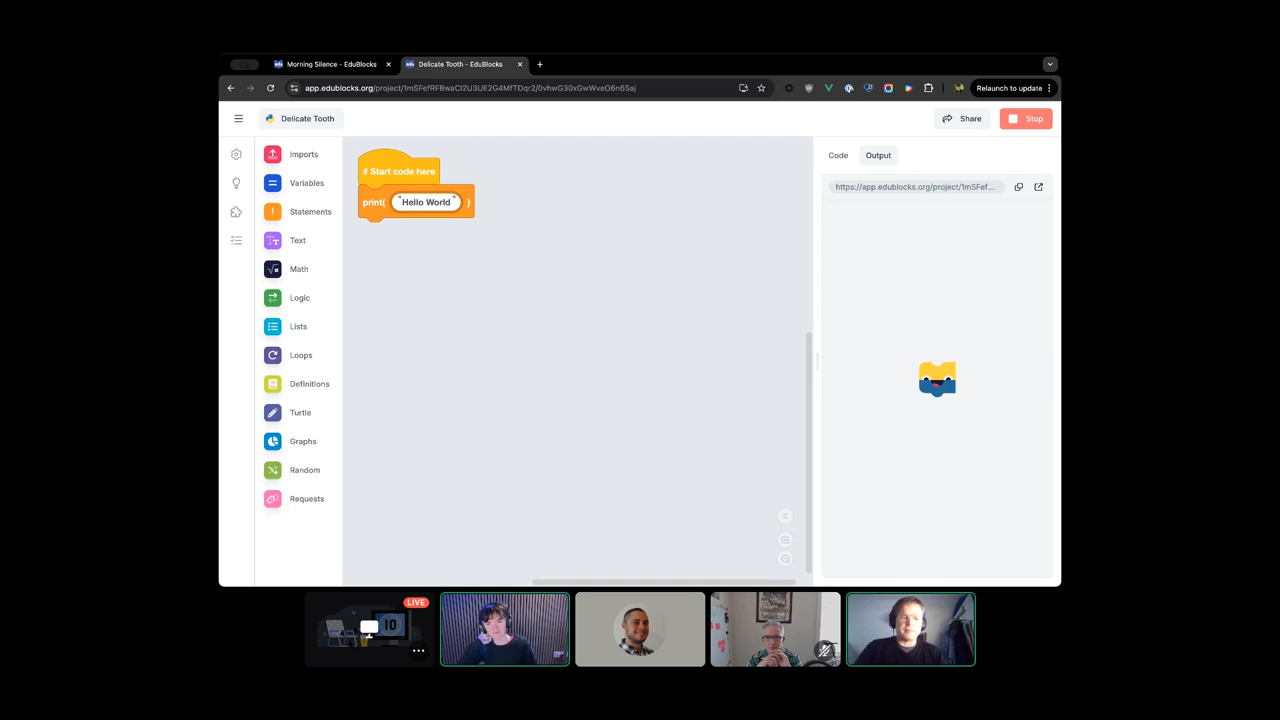 Morning Silence - EduBlocks
Delicate Tooth - EduBlocks
app.edublocks.org/project/1mSFefRFBwaCl2U3UE2G4MfTDqr2/0vhwG30xGwWveO6n6Saj
Relaunch to update
Delicate Tooth
Share
Stop
Imports
Variables
Statements
Text
Math
Logic
Lists
Loops
Definitions
Turtle
Graphs
Random
Requests
# Start code here
print( "Hello World" )
Code
Output
https://app.edublocks.org/project/1mSFef...
LIVE
10